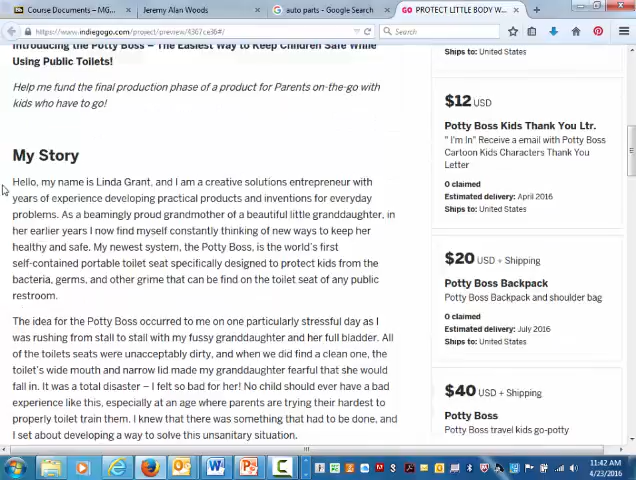 Course Documents – MG...
Jeremy Alan Woods
auto parts - Google Search
GO PROTECT LITTLE BODY W...
https://www.indiegogo.com/project/preview/4367ce36#/
Search
Introducing the Potty Boss – The Easiest Way to Keep Children Safe While
Using Public Toilets!
Help me fund the final production phase of a product for Parents on-the-go with
kids who have to go!
My Story
Hello, my name is Linda Grant, and I am a creative solutions entrepreneur with
years of experience developing practical products and inventions for everyday
problems. As a beamingly proud grandmother of a beautiful little granddaughter, in
her earlier years I now find myself constantly thinking of new ways to keep her
healthy and safe. My newest system, the Potty Boss, is the world's first
self-contained portable toilet seat specifically designed to protect kids from the
bacteria, germs, and other grime that can be find on the toilet seat of any public
restroom.
The idea for the Potty Boss occurred to me on one particularly stressful day as I
was rushing from stall to stall with my fussy granddaughter and her full bladder. All
of the toilets seats were unacceptably dirty, and when we did find a clean one, the
toilet's wide mouth and narrow lid made my granddaughter fearful that she would
fall in. It was a total disaster – I felt so bad for her! No child should ever have a bad
experience like this, especially at an age where parents are trying their hardest to
properly toilet train them. I knew that there was something that had to be done, and
I set about developing a way to solve this unsanitary situation.
Ships to: United States
$12 USD
Potty Boss Kids Thank You Ltr.
" I'm In" Receive a email with Potty Boss
Cartoon Kids Characters Thank You
Letter
0 claimed
Estimated delivery: April 2016
Ships to: United States
$20 USD + Shipping
Potty Boss Backpack
Potty Boss Backpack and shoulder bag
0 claimed
Estimated delivery: July 2016
Ships to: United States
$40 USD + Shipping
Potty Boss
Potty Boss travel kids go-potty
11:42 AM
4/23/2016